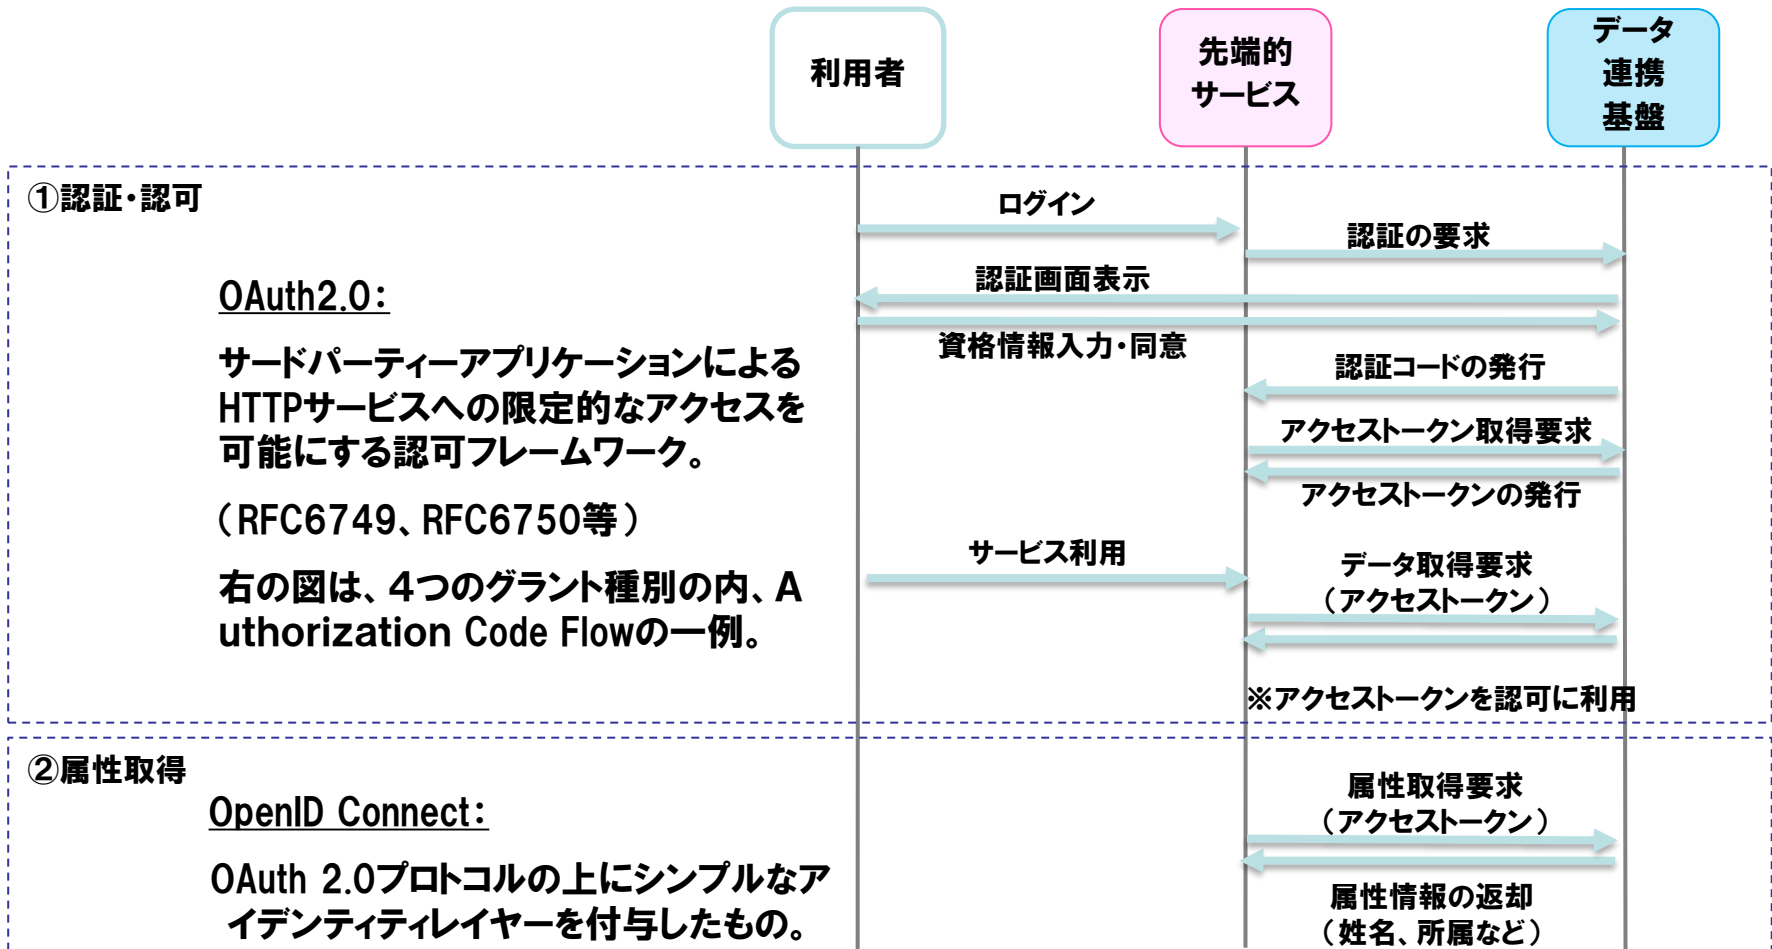 利用者
先端的
サービス
データ
連携
基盤
①認証・認可
ログイン
認証の要求
認証画面表示
資格情報入力・同意
認証コードの発行
アクセストークン取得要求
アクセストークンの発行
サービス利用
データ取得要求
（アクセストークン）
※アクセストークンを認可に利用
OAuth2.0：
サードパーティーアプリケーションによる
HTTPサービスへの限定的なアクセスを
可能にする認可フレームワーク。
（RFC6749、RFC6750等）
右の図は、４つのグラント種別の内、A
uthorization Code Flowの一例。
②属性取得
OpenID Connect：
OAuth 2.0プロトコルの上にシンプルなア
イデンティティレイヤーを付与したもの。
属性取得要求
（アクセストークン）
属性情報の返却
（姓名、所属など）